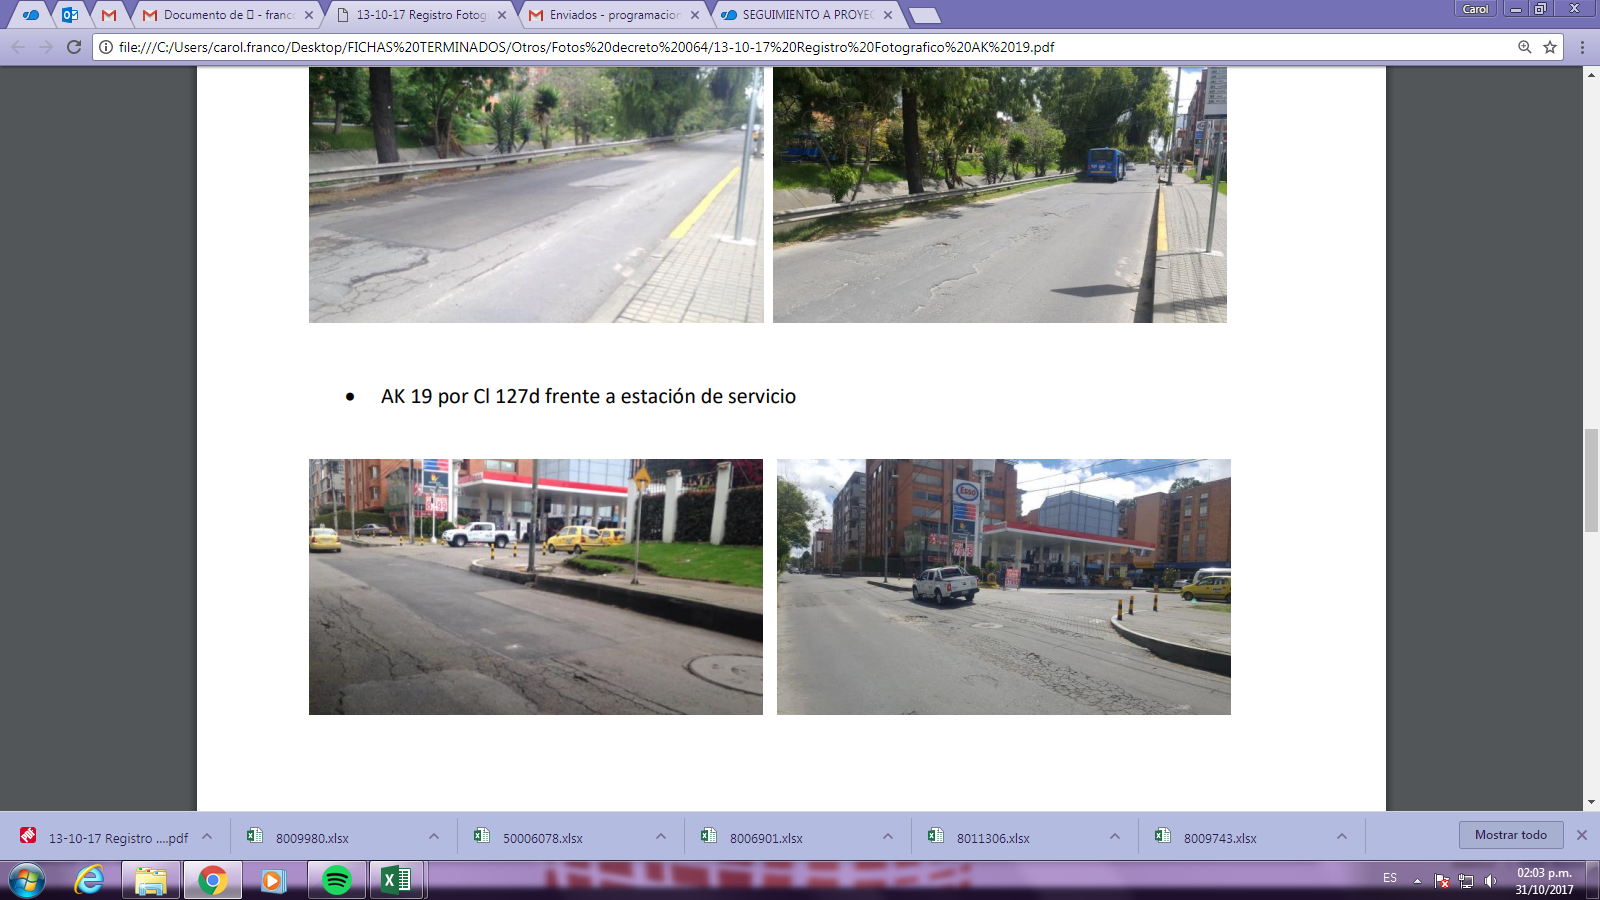 Documento de
- franc
13-10-17 Registro Fotog
Enviados - programacion
SEGUIMIENTO A PROYEC
Carol
file:///C:/Users/carol.franco/Desktop/FICHAS%20TERMINADOS/Otros/Fotos%20decreto%20064/13-10-17%20Registro%20Fotografico%20AK%2019.pdf
• AK 19 por Cl 127d frente a estación de servicio
Esso
13-10-17 Registro ....pdf
8009980.xlsx
50006078.xlsx
8006901.xlsx
8011306.xlsx
8009743.xlsx
Mostrar todo
ES
02:03 p.m.
31/10/2017